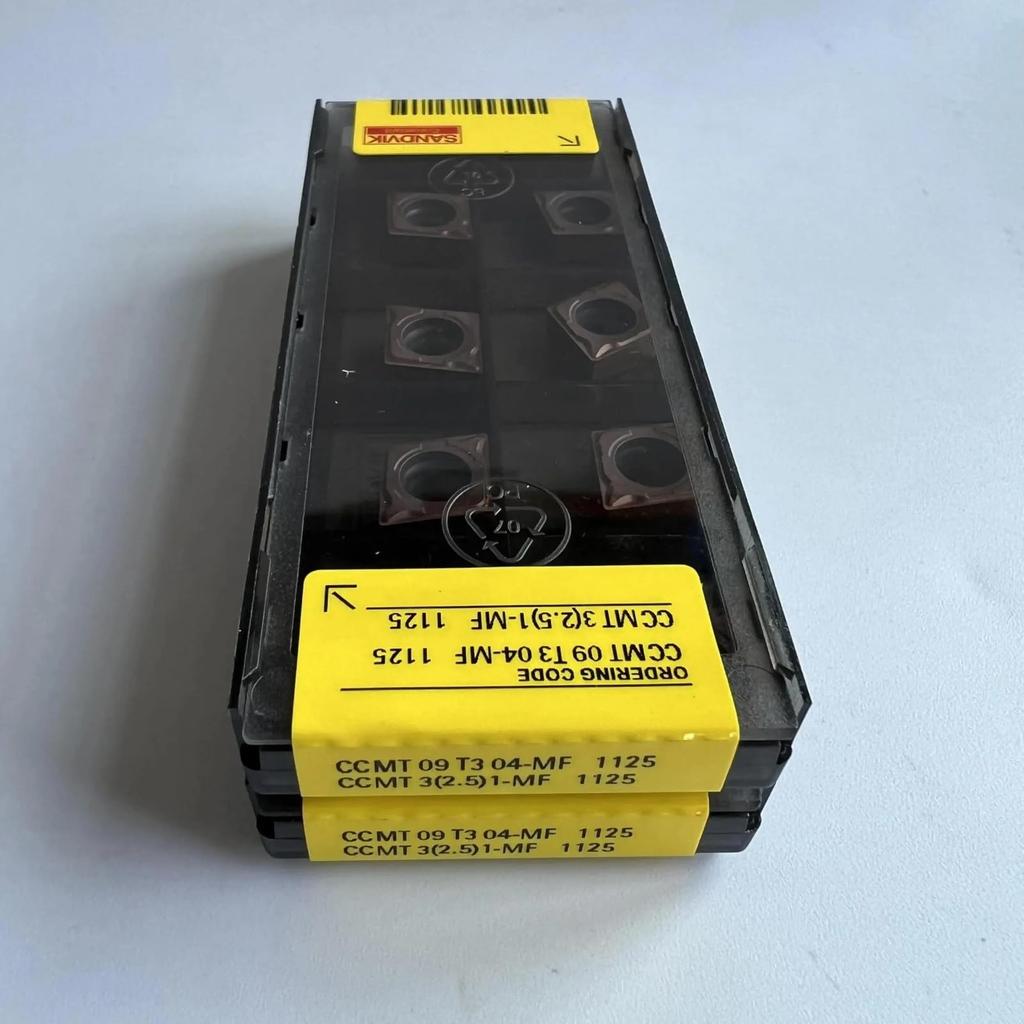 SANDVIK
Coromant
07
ORDERING CODE
CCMT 09 T3 04-MF 1125
CCMT 3(2.5)1-MF 1125
CCMT 09 T3 04-MF 1125
CCMT 3(2.5)1-MF 1125
CCMT 09 T3 04-MF 1125
CCMT 3(2.5)1-MF 1125